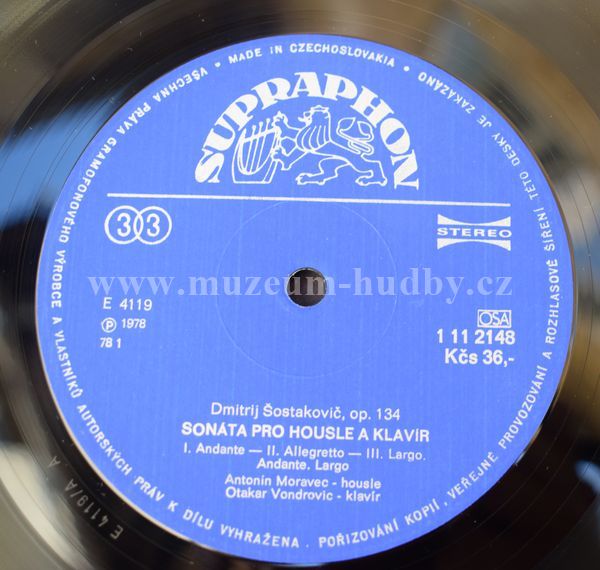 • MADE IN CZECHOSLOVAKIA •
SUPRAPHON
33
STEREO
www.muzeum-hudby.cz
E 4119
℗ 1978
78 1
OSA
1 11 2148
Kčs 36,-
Dmitrij Šostakovič, op. 134
SONÁTA PRO HOUSLE A KLAVÍR
I. Andante — II. Allegretto — III. Largo.
Andante. Largo
Antonín Moravec - housle
Otakar Vondrovic - klavír
VŠECHNA PRÁVA GRAMOFONOVÉHO VÝROBCE A VLASTNÍKŮ AUTORSKÝCH PRÁV K DÍLU VYHRAŽENA. POŘIZOVÁNÍ KOPIÍ, VEŘEJNÉ PROVOZOVÁNÍ A ROZHLASOVÉ ŠÍŘENÍ TÉTO DESKY JE ZAKÁZÁNO
E 4119/A A